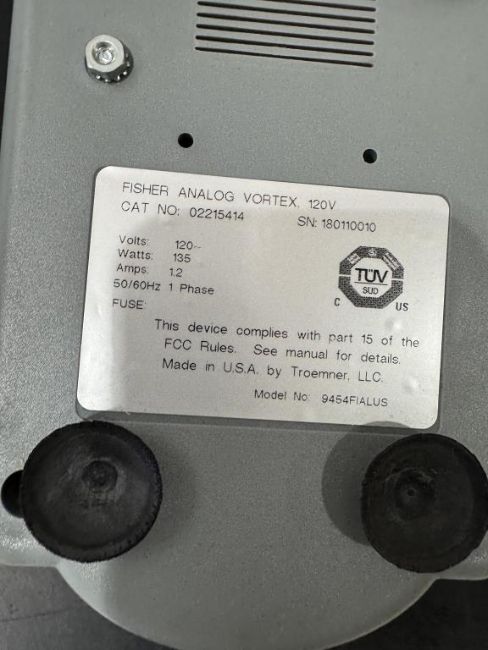 FISHER ANALOG VORTEX, 120V
CAT NO: 02215414 SN: 180110010
Volts: 120~
Watts: 135
Amps: 1.2
50/60Hz 1 Phase
FUSE:
TÜV
SUD
C US
This device complies with part 15 of the
FCC Rules. See manual for details.
Made in U.S.A. by Troemner, LLC.
Model No: 9454FIALUS